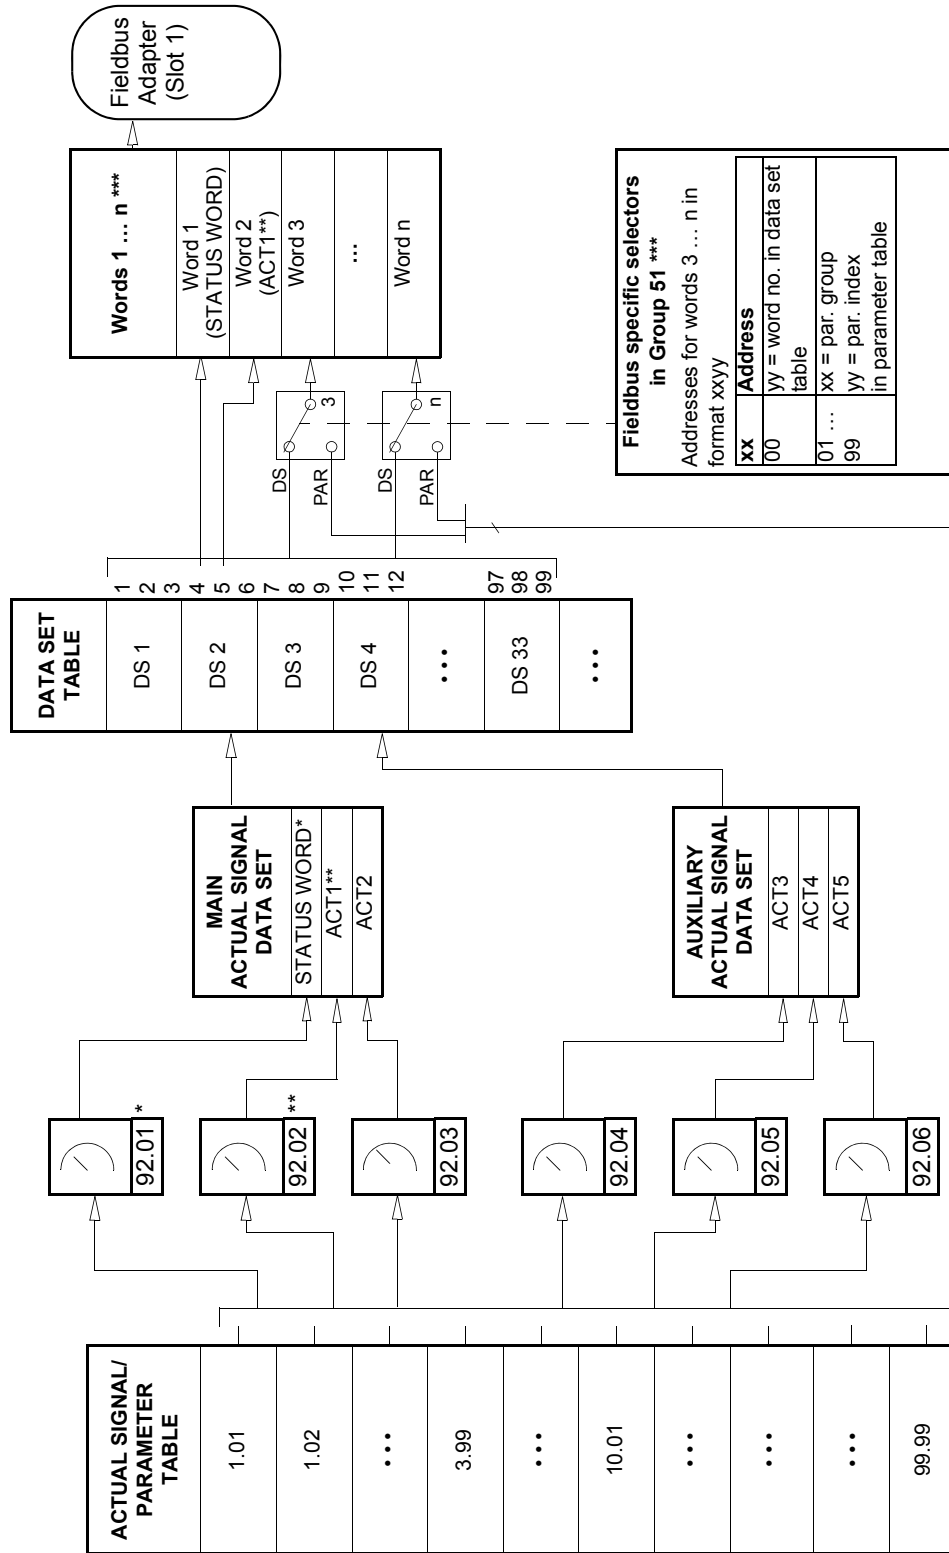 ACTUAL SIGNAL/
PARAMETER
TABLE
1.01
1.02
•••
3.99
•••
10.01
•••
•••
•••
99.99
92.01
*
92.02
**
92.03
92.04
92.05
92.06
MAIN
ACTUAL SIGNAL
DATA SET
STATUS WORD*
ACT1**
ACT2
AUXILIARY
ACTUAL SIGNAL
DATA SET
ACT3
ACT4
ACT5
DATA SET
TABLE
DS 1
DS 2
DS 3
DS 4
•••
DS 33
•••
1
2
3
4
5
6
7
8
9
10
11
12
97
98
99
DS
PAR
3
DS
PAR
n
Words 1 ... n ***
Word 1
(STATUS WORD)
Word 2
(ACT1**)
Word 3
...
Word n
Fieldbus
Adapter
(Slot 1)
Fieldbus specific selectors
in Group 51 ***
Addresses for words 3 ... n in
format xxyy
xx Address
00 yy = word no. in data set
table
01 ... xx = par. group
99 yy = par. index
in parameter table